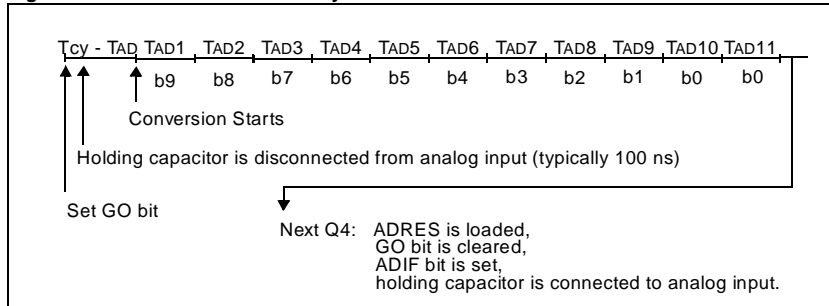 Tcy - TAD TAD1 TAD2 TAD3 TAD4 TAD5 TAD6 TAD7 TAD8 TAD9 TAD10 TAD11
b9 b8 b7 b6 b5 b4 b3 b2 b1 b0 b0
Conversion Starts
Holding capacitor is disconnected from analog input (typically 100 ns)
Set GO bit
Next Q4: ADRES is loaded,
GO bit is cleared,
ADIF bit is set,
holding capacitor is connected to analog input.